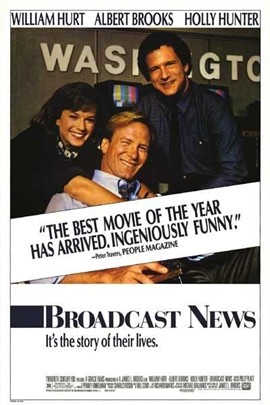 WILLIAM HURT ALBERT BROOKS HOLLY HUNTER
WASHINGTO
"THE BEST MOVIE OF THE YEAR
HAS ARRIVED. INGENIOUSLY FUNNY."
-Peter Travers, PEOPLE MAGAZINE
BROADCAST NEWS
It's the story of their lives.